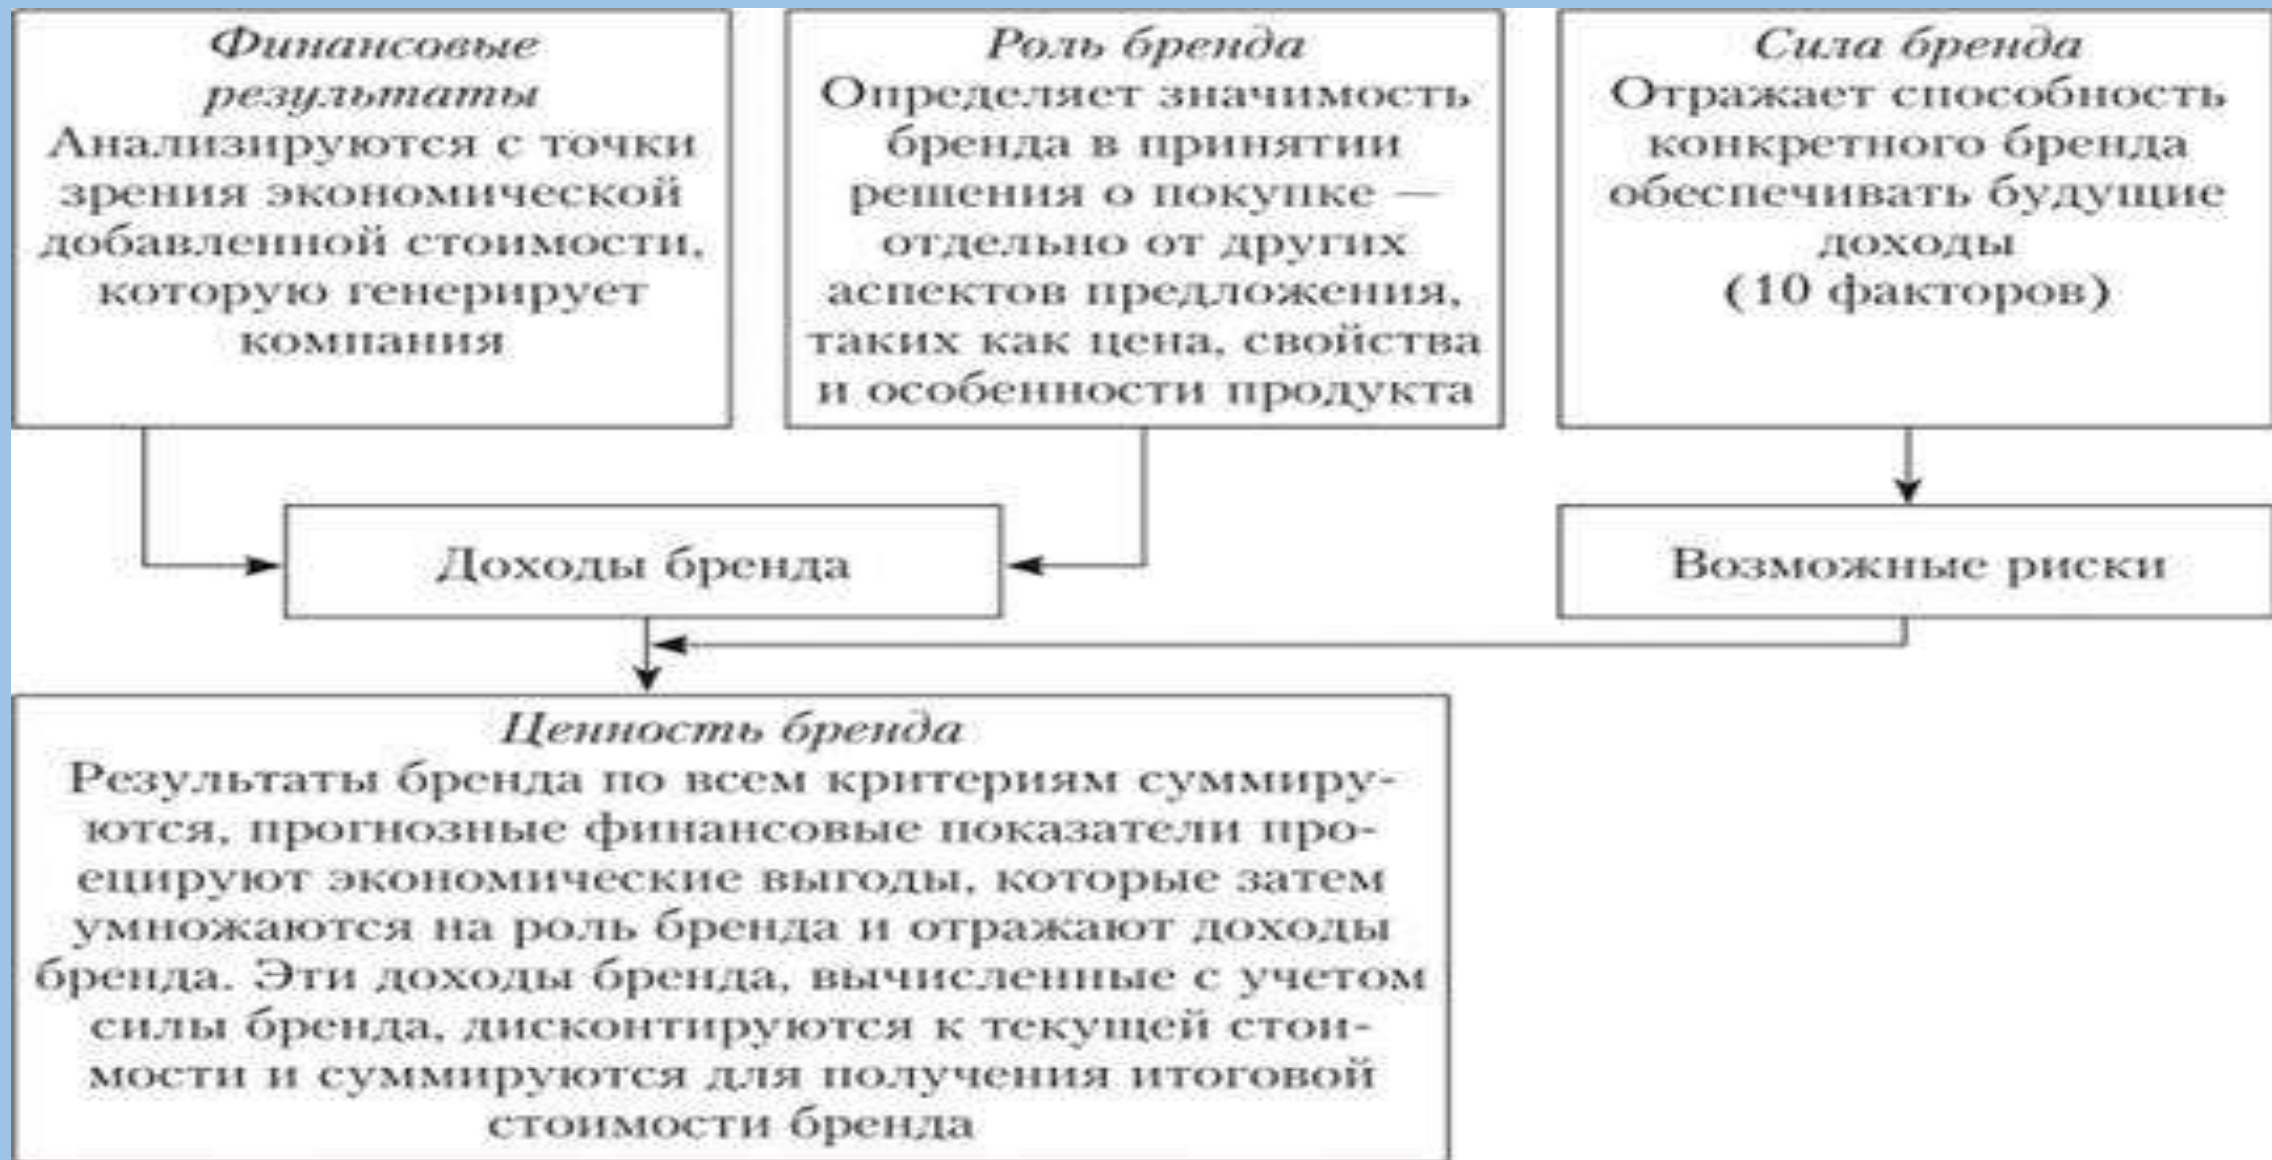 Финансовые
результаты
Анализируются с точки
зрения экономической
добавленной стоимости,
которую генерирует
компания
Роль бренда
Определяет значимость
бренда в принятии
решения о покупке —
отдельно от других
аспектов предложения,
таких как цена, свойства
и особенности продукта
Сила бренда
Отражает способность
конкретного бренда
обеспечивать будущие
доходы
(10 факторов)
Доходы бренда
Возможные риски
Ценность бренда
Результаты бренда по всем критериям суммиру-
ются, прогнозные финансовые показатели про-
ецируют экономические выгоды, которые затем
умножаются на роль бренда и отражают доходы
бренда. Эти доходы бренда, вычисленные с учетом
силы бренда, дисконтируются к текущей стои-
мости и суммируются для получения итоговой
стоимости бренда